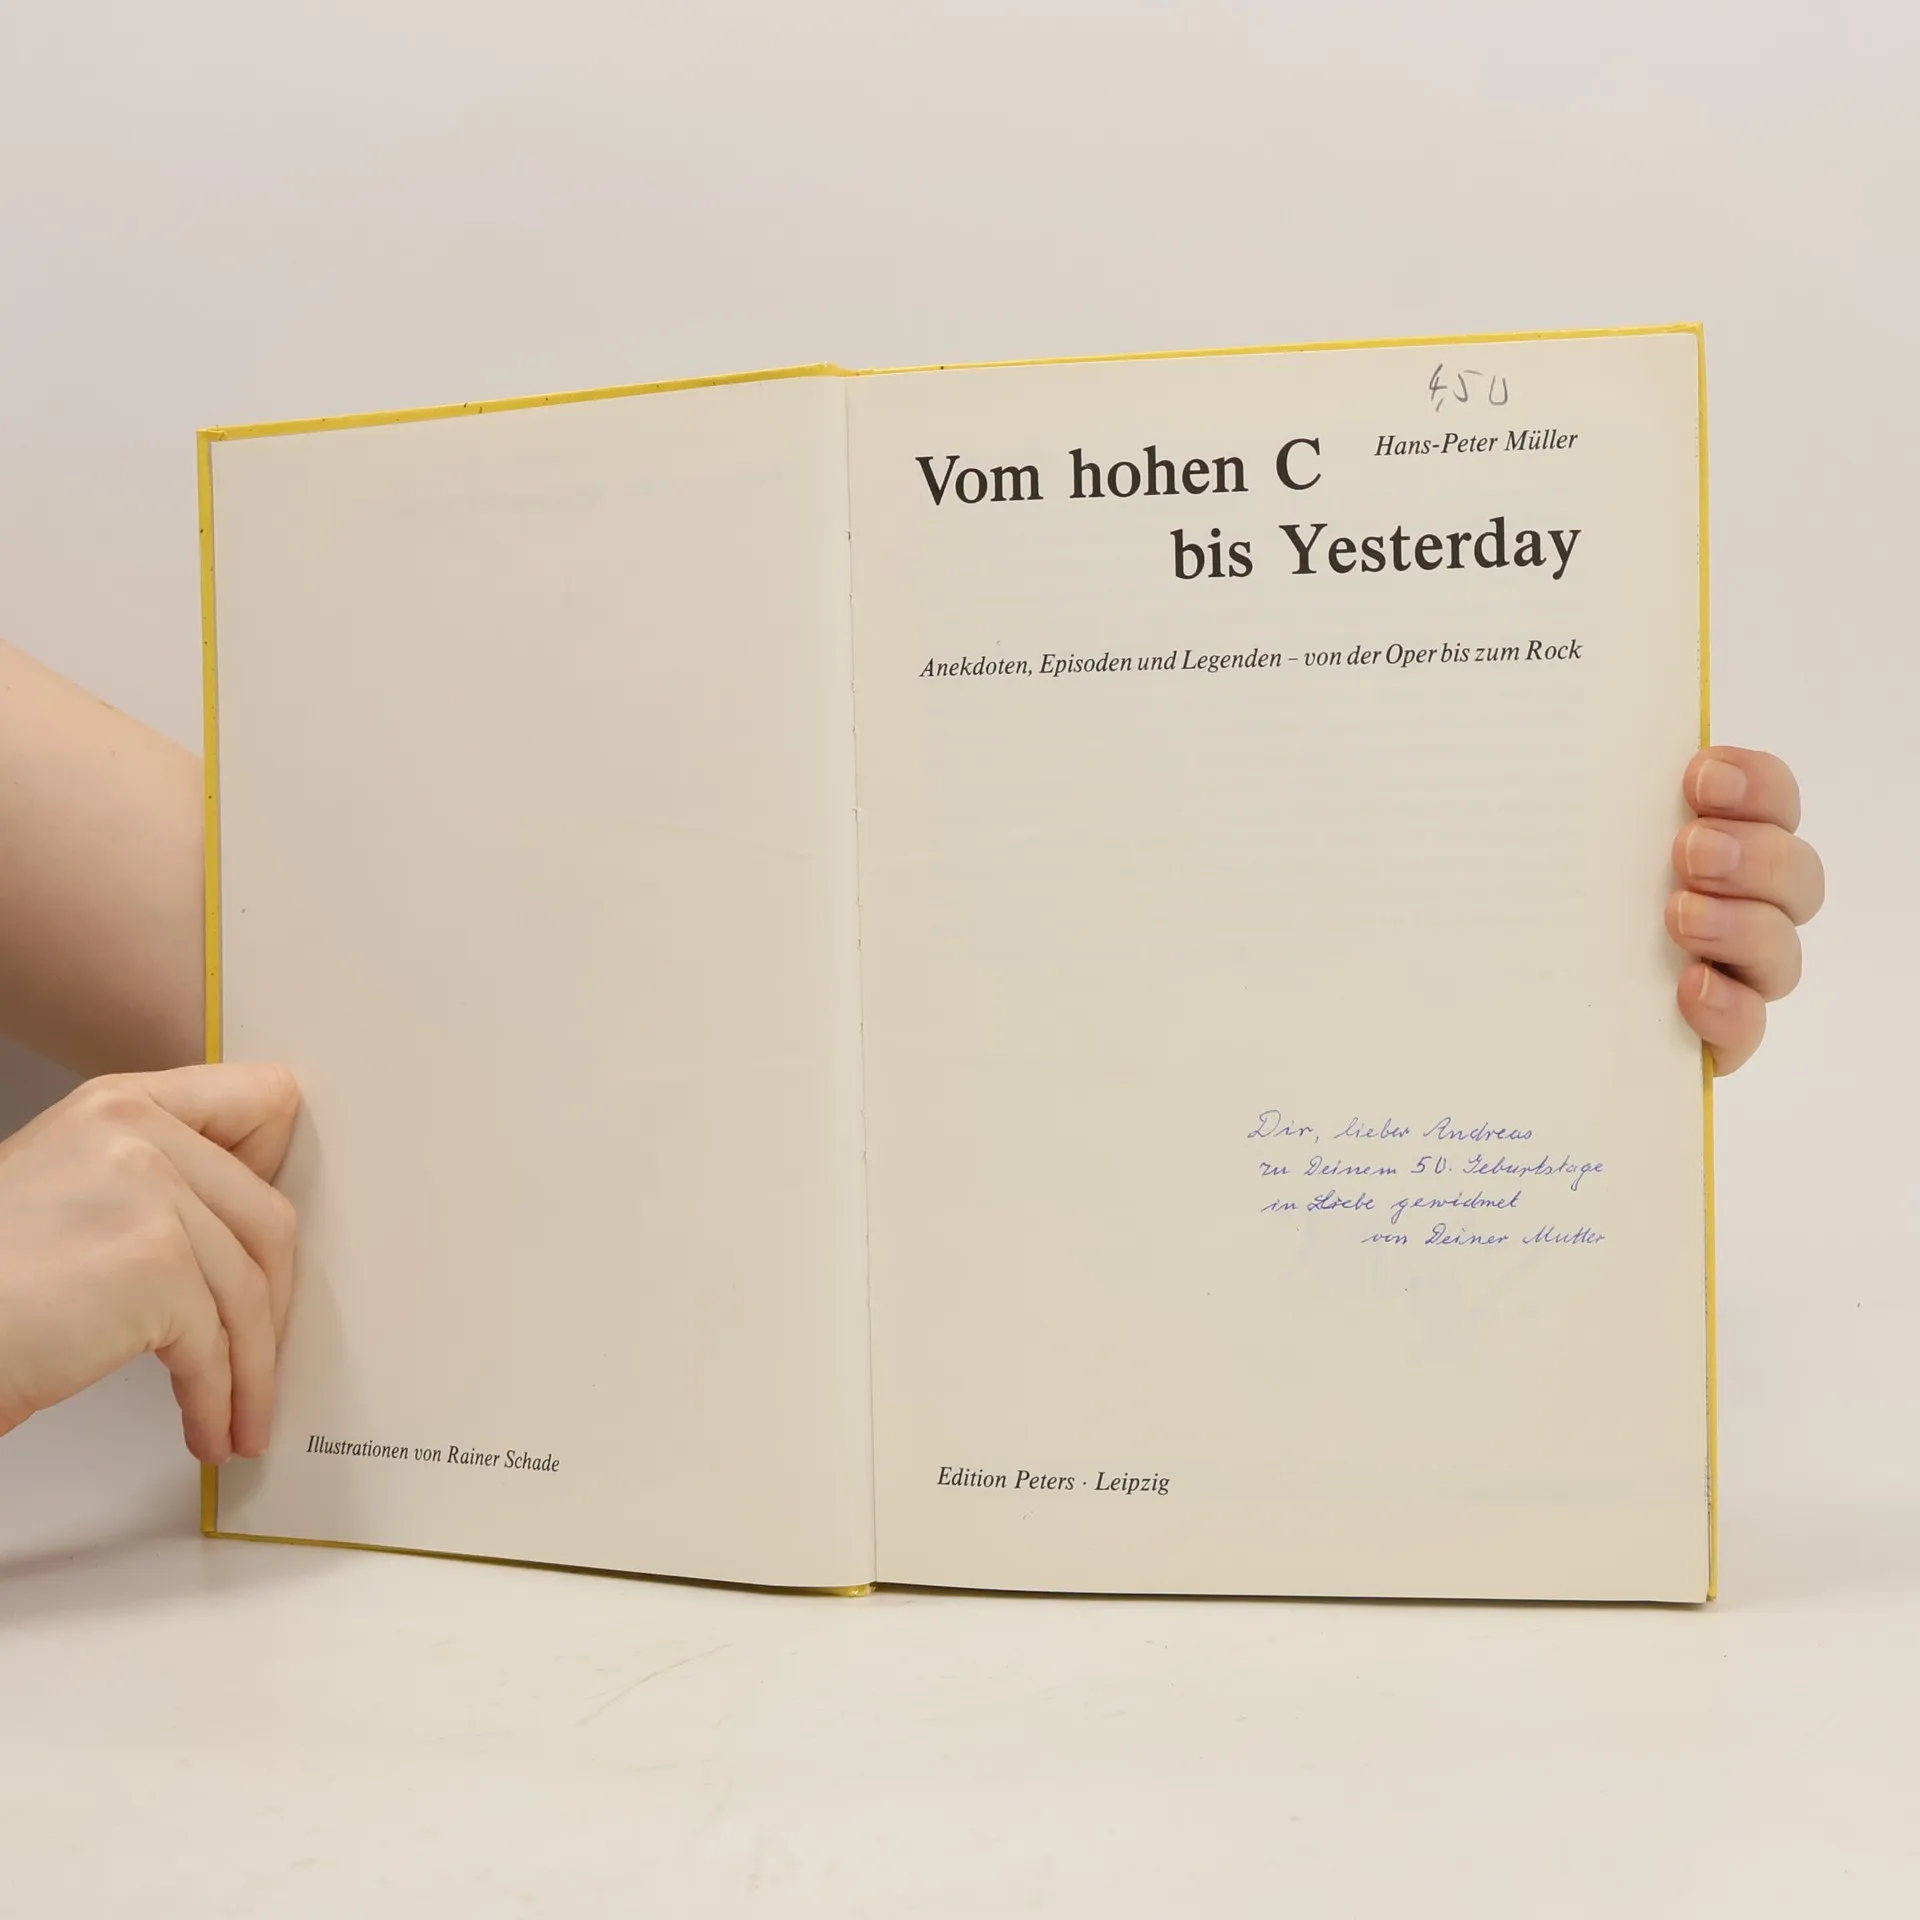 Illustrationen von Rainer Schade
4,50
Hans-Peter Müller
Vom hohen C
bis Yesterday
Anekdoten, Episoden und Legenden – von der Oper bis zum Rock
Dir, lieber Andreas
zu Deinem 50. Geburtstage
in Liebe gewidmet
von Deiner Mutter
Edition Peters · Leipzig